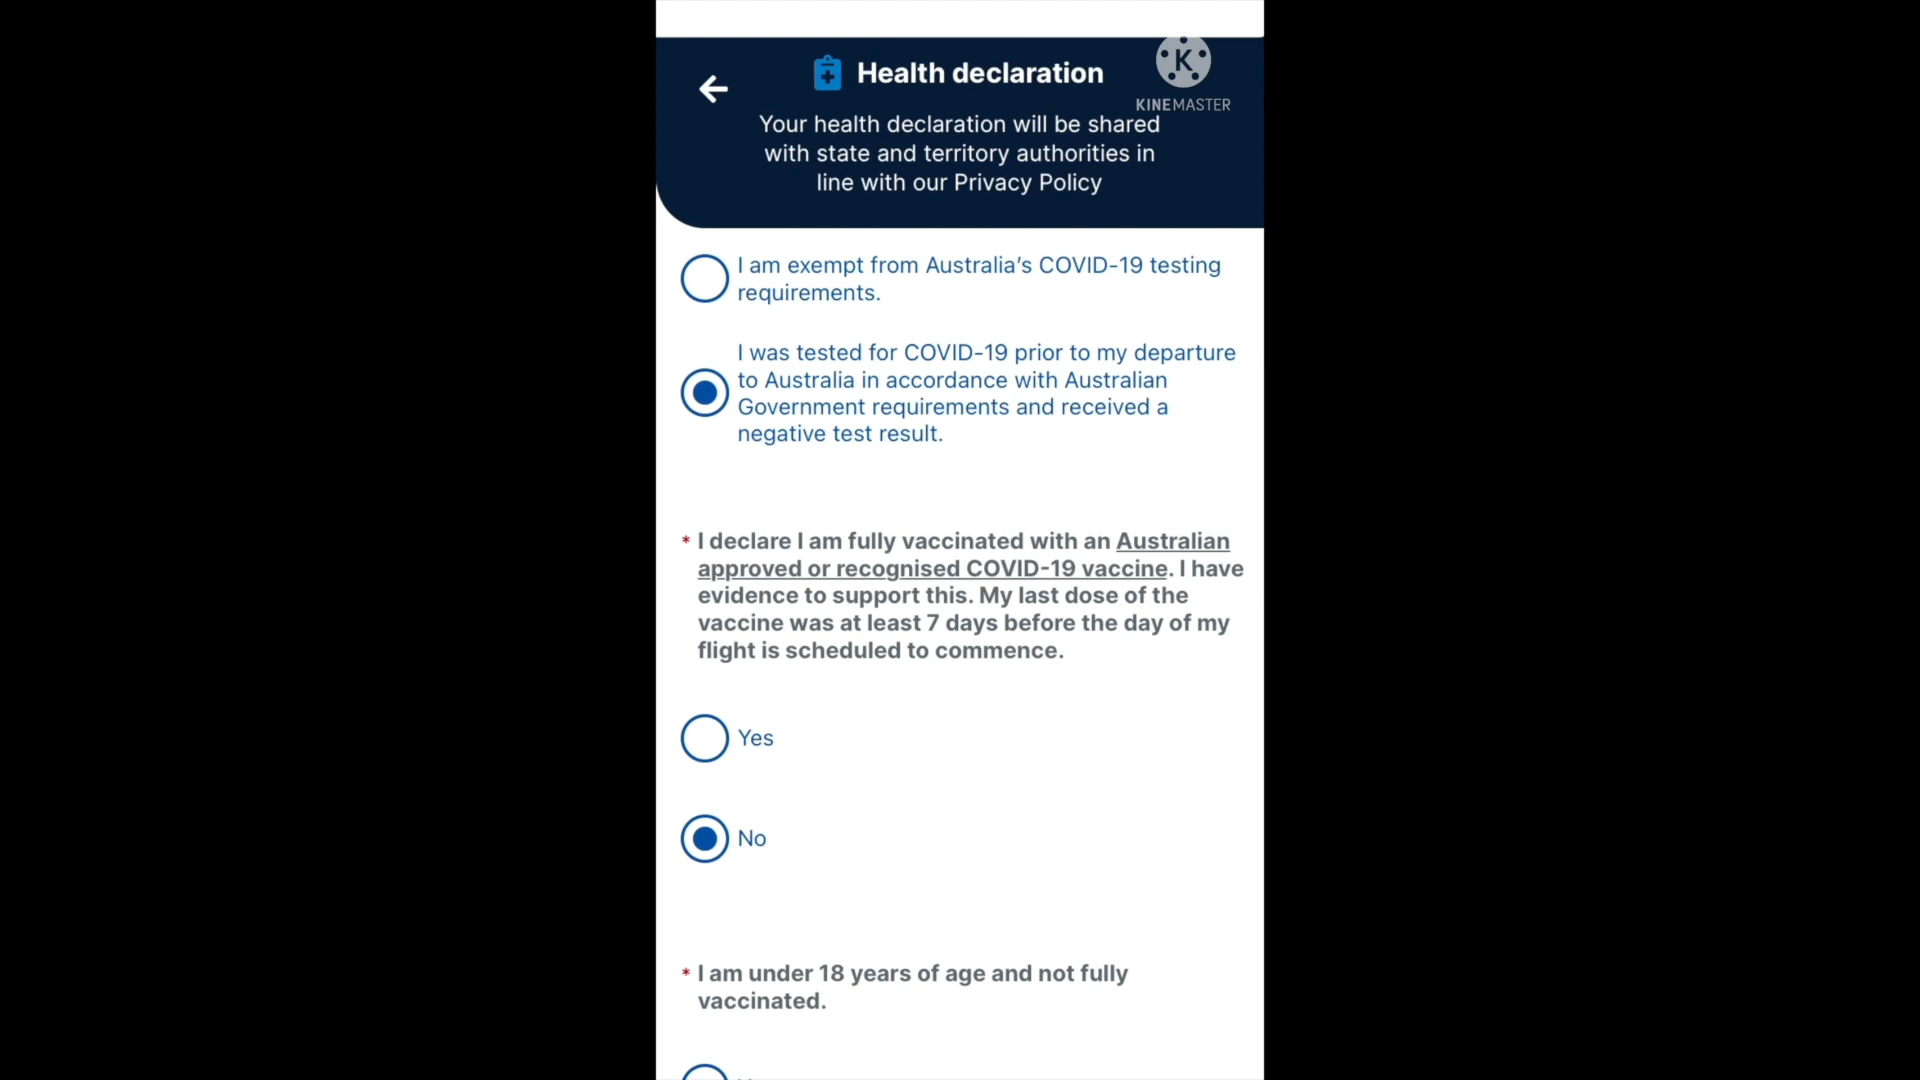 Health declaration
KINEMASTER
Your health declaration will be shared
with state and territory authorities in
line with our Privacy Policy
I am exempt from Australia's COVID-19 testing
requirements.
I was tested for COVID-19 prior to my departure
to Australia in accordance with Australian
Government requirements and received a
negative test result.
* I declare I am fully vaccinated with an Australian
approved or recognised COVID-19 vaccine. I have
evidence to support this. My last dose of the
vaccine was at least 7 days before the day of my
flight is scheduled to commence.
Yes
No
* I am under 18 years of age and not fully
vaccinated.